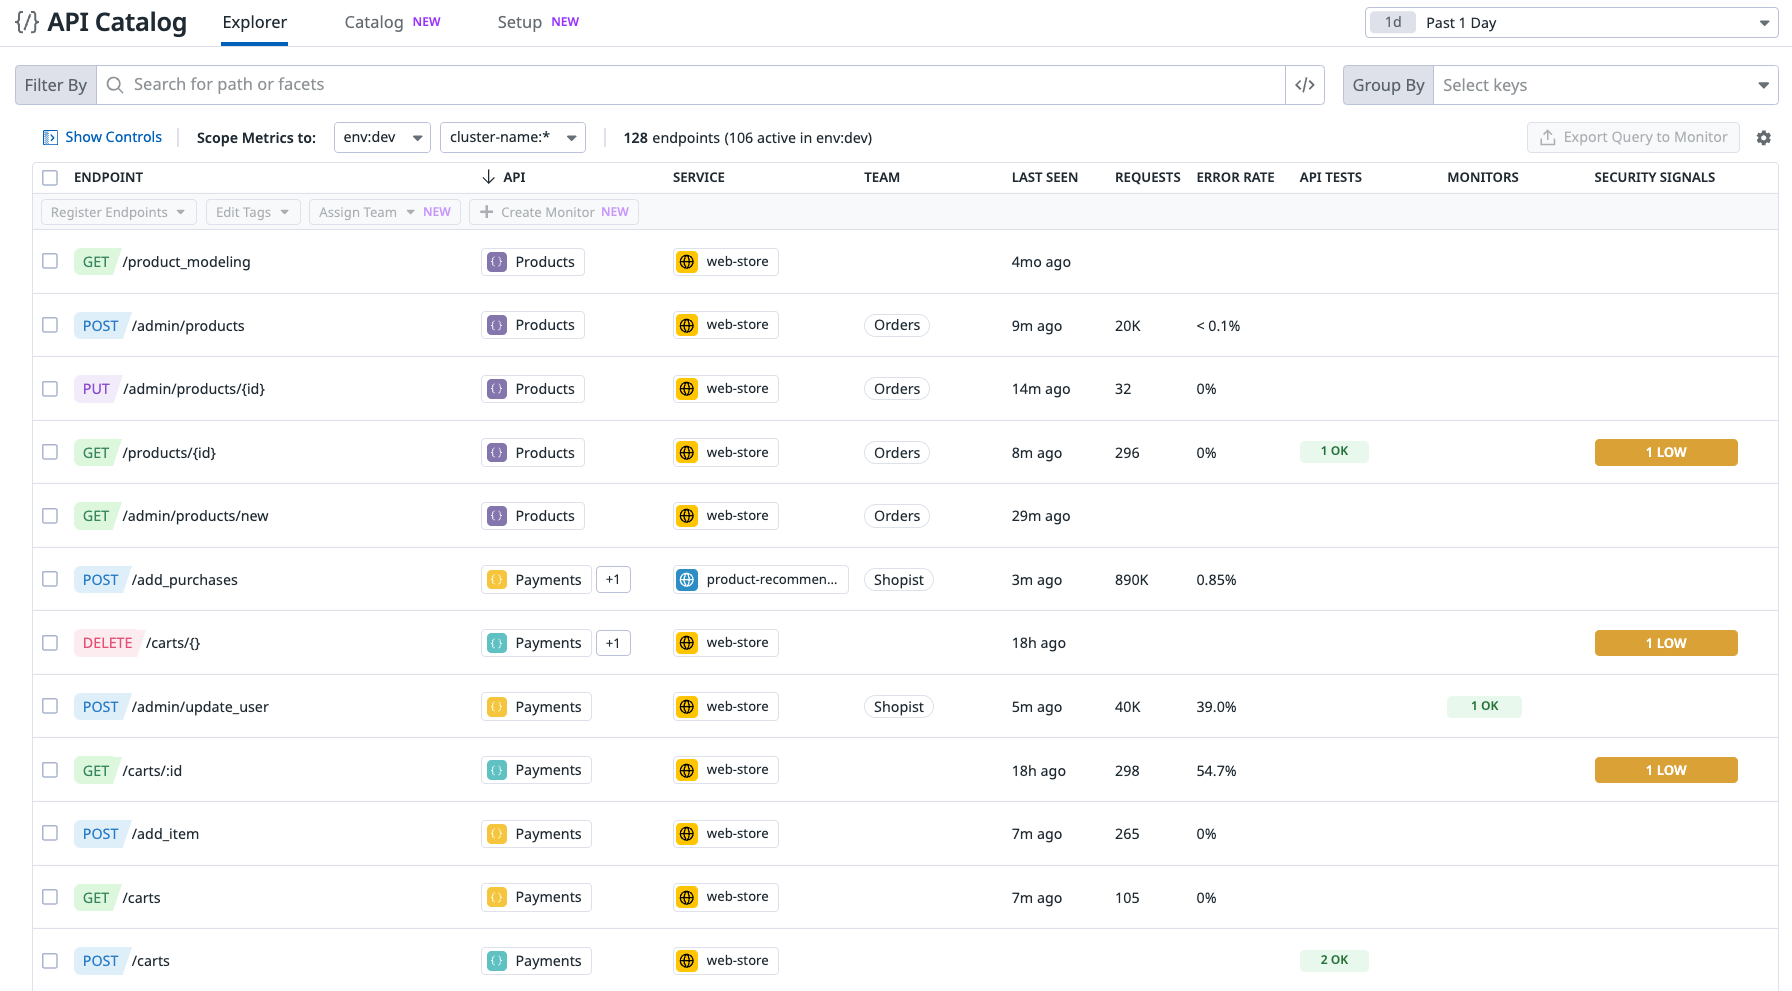 {/} API Catalog Explorer Catalog NEW Setup NEW 1d Past 1 Day
Filter By Search for path or facets </> Group By Select keys
Show Controls Scope Metrics to: env:dev cluster-name:* 128 endpoints (106 active in env:dev) Export Query to Monitor
ENDPOINT API SERVICE TEAM LAST SEEN REQUESTS ERROR RATE API TESTS MONITORS SECURITY SIGNALS
Register Endpoints Edit Tags Assign Team NEW + Create Monitor NEW
GET /product_modeling {} Products web-store 4mo ago
POST /admin/products {} Products web-store Orders 9m ago 20K < 0.1%
PUT /admin/products/{id} {} Products web-store Orders 14m ago 32 0%
GET /products/{id} {} Products web-store Orders 8m ago 296 0% 1 OK 1 LOW
GET /admin/products/new {} Products web-store Orders 29m ago
POST /add_purchases {} Payments +1 product-recommen... Shopist 3m ago 890K 0.85%
DELETE /carts/{} {} Payments +1 web-store 18h ago 1 LOW
POST /admin/update_user {} Payments web-store Shopist 5m ago 40K 39.0% 1 OK
GET /carts/:id {} Payments web-store 18h ago 298 54.7% 1 LOW
POST /add_item {} Payments web-store 7m ago 265 0%
GET /carts {} Payments web-store 7m ago 105 0%
POST /carts {} Payments web-store 2 OK